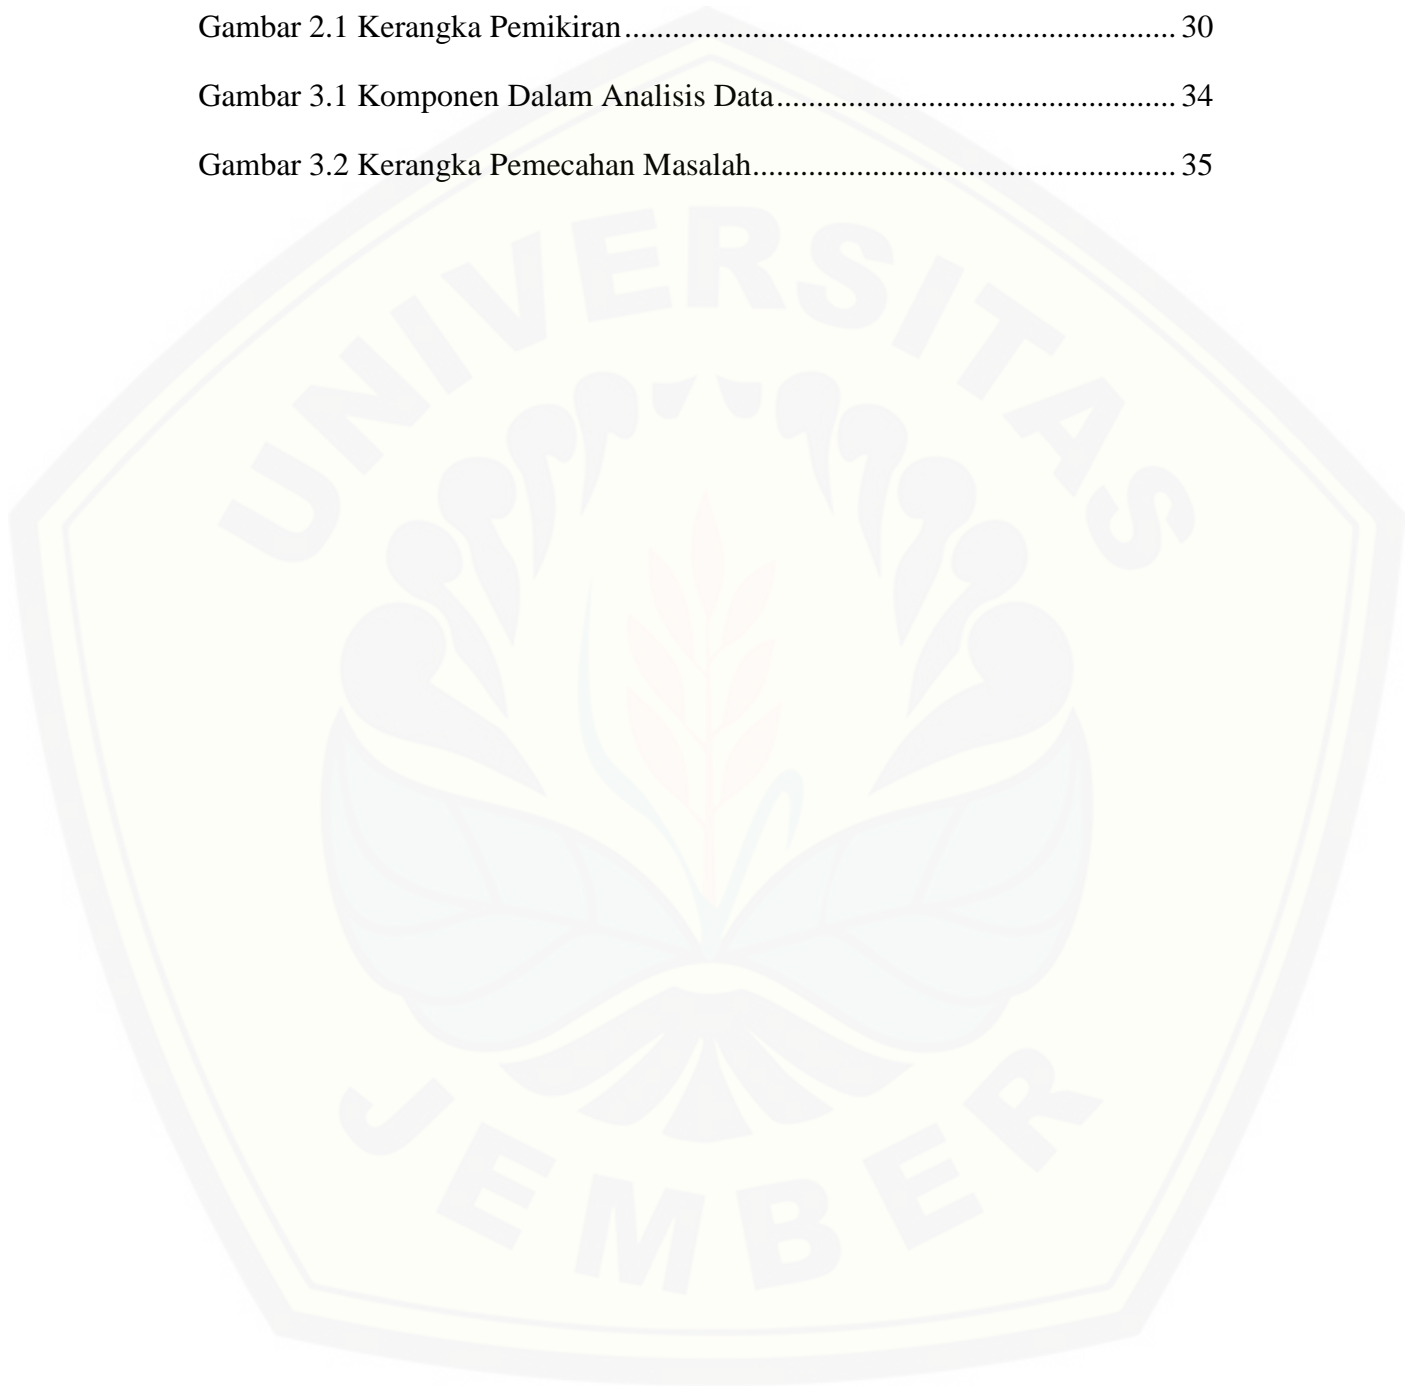 Gambar 2.1 Kerangka Pemikiran..................................................................... 30
Gambar 3.1 Komponen Dalam Analisis Data.................................................. 34
Gambar 3.2 Kerangka Pemecahan Masalah..................................................... 35
UNIVERSITAS
JEMBER